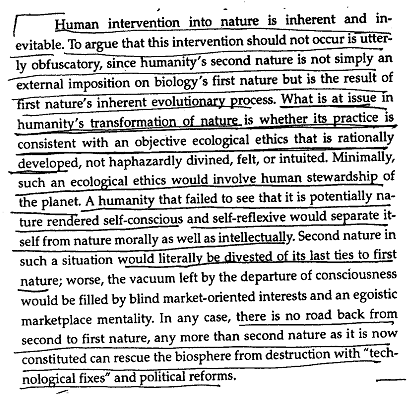 Human intervention into nature is inherent and in-
evitable. To argue that this intervention should not occur is utter-
ly obfuscatory, since humanity's second nature is not simply an
external imposition on biology's first nature but is the result of
first nature's inherent evolutionary process. What is at issue in
humanity's transformation of nature is whether its practice is
consistent with an objective ecological ethics that is rationally
developed, not haphazardly divined, felt, or intuited. Minimally,
such an ecological ethics would involve human stewardship of
the planet. A humanity that failed to see that it is potentially na-
ture rendered self-conscious and self-reflexive would separate it-
self from nature morally as well as intellectually. Second nature in
such a situation would literally be divested of its last ties to first
nature; worse, the vacuum left by the departure of consciousness
would be filled by blind market-oriented interests and an egoistic
marketplace mentality. In any case, there is no road back from
second to first nature, any more than second nature as it is now
constituted can rescue the biosphere from destruction with "tech-
nological fixes" and political reforms.